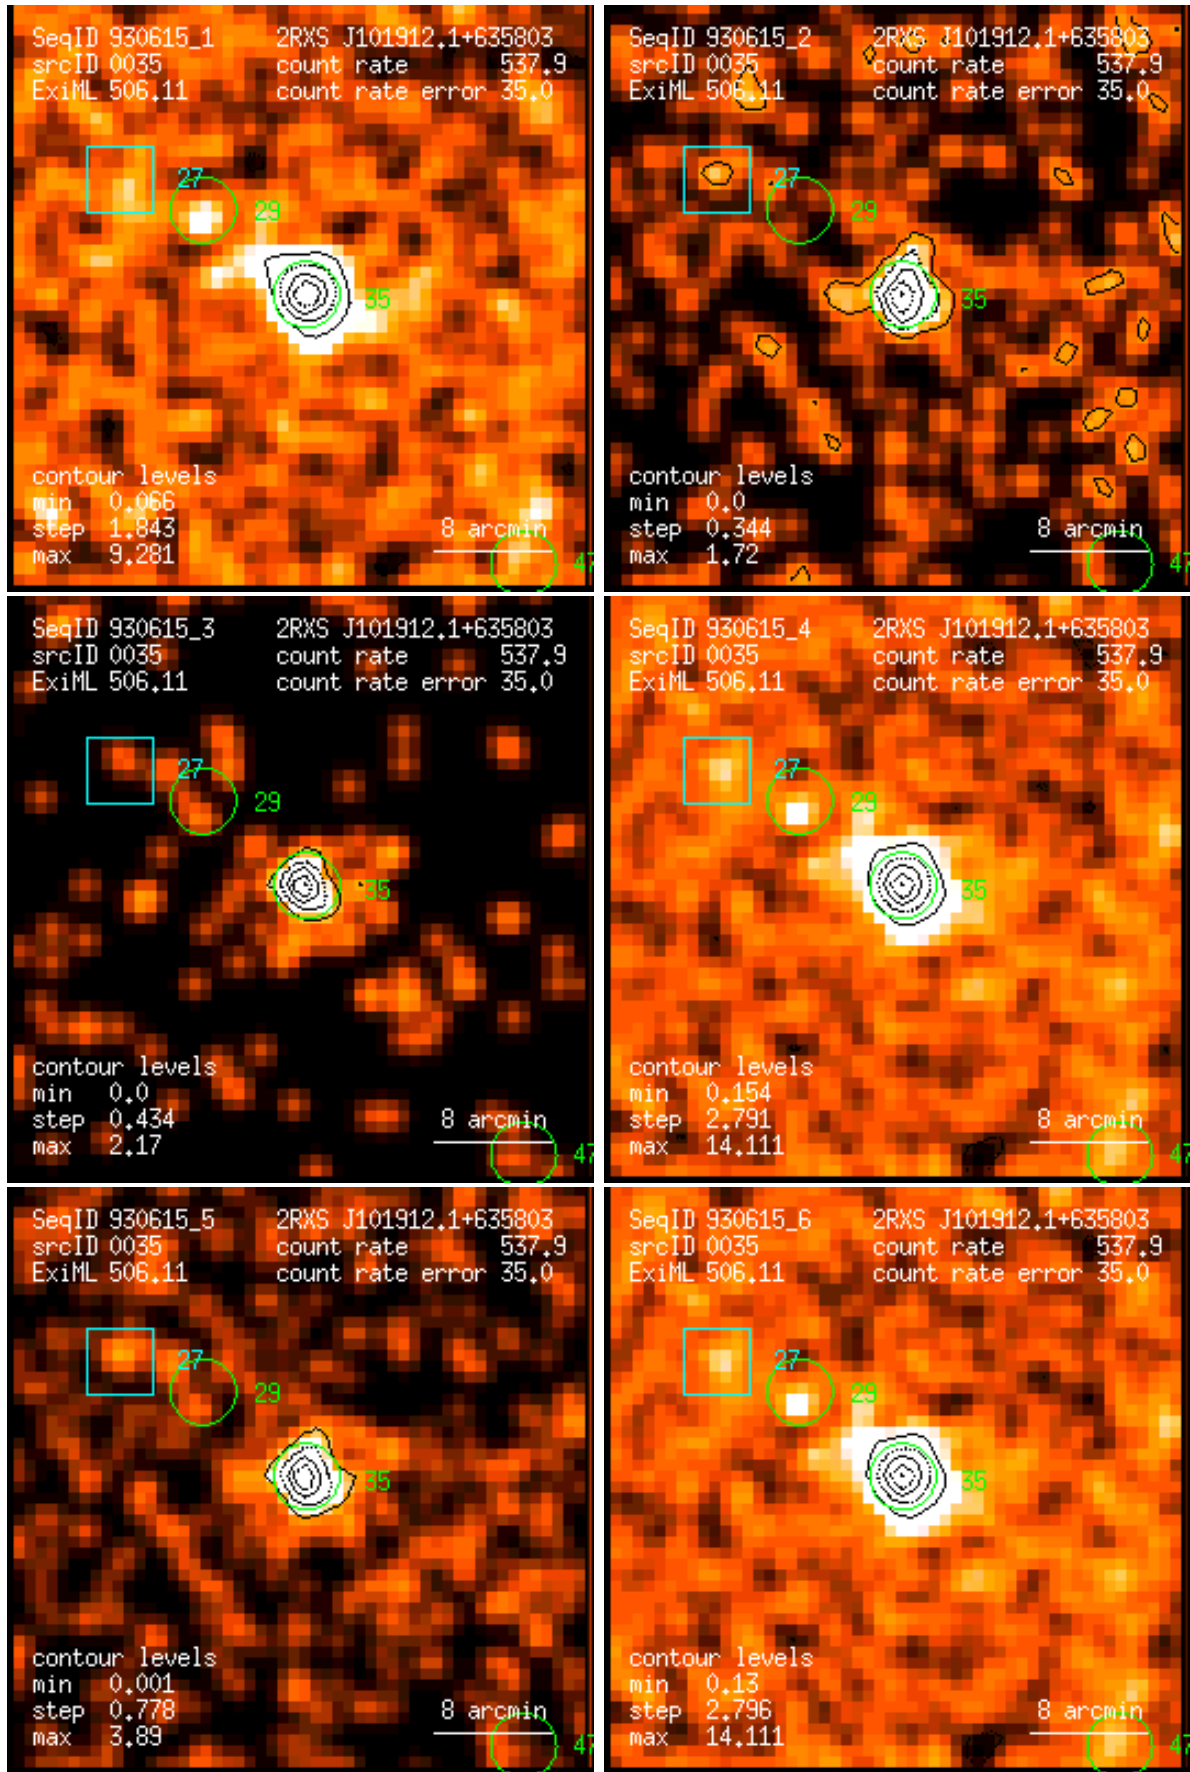 SeqID 930615_1 2RXS J101912.1+635803
srcID 0035 count rate 537.9
ExiML 506.11 count rate error 35.0
27
29
35
contour levels
min 0.066
step 1.843 8 arcmin
max 9.281 47
SeqID 930615_2 2RXS J101912.1+635803
srcID 0035 count rate 537.9
ExiML 506.11 count rate error 35.0
27
29
35
contour levels
min 0.0
step 0.344 8 arcmin
max 1.72 47
SeqID 930615_3 2RXS J101912.1+635803
srcID 0035 count rate 537.9
ExiML 506.11 count rate error 35.0
27
29
35
contour levels
min 0.0
step 0.434 8 arcmin
max 2.17 47
SeqID 930615_4 2RXS J101912.1+635803
srcID 0035 count rate 537.9
ExiML 506.11 count rate error 35.0
27
29
35
contour levels
min 0.154
step 2.791 8 arcmin
max 14.111 47
SeqID 930615_5 2RXS J101912.1+635803
srcID 0035 count rate 537.9
ExiML 506.11 count rate error 35.0
27
29
35
contour levels
min 0.001
step 0.778 8 arcmin
max 3.89 47
SeqID 930615_6 2RXS J101912.1+635803
srcID 0035 count rate 537.9
ExiML 506.11 count rate error 35.0
27
29
35
contour levels
min 0.13
step 2.796 8 arcmin
max 14.111 47